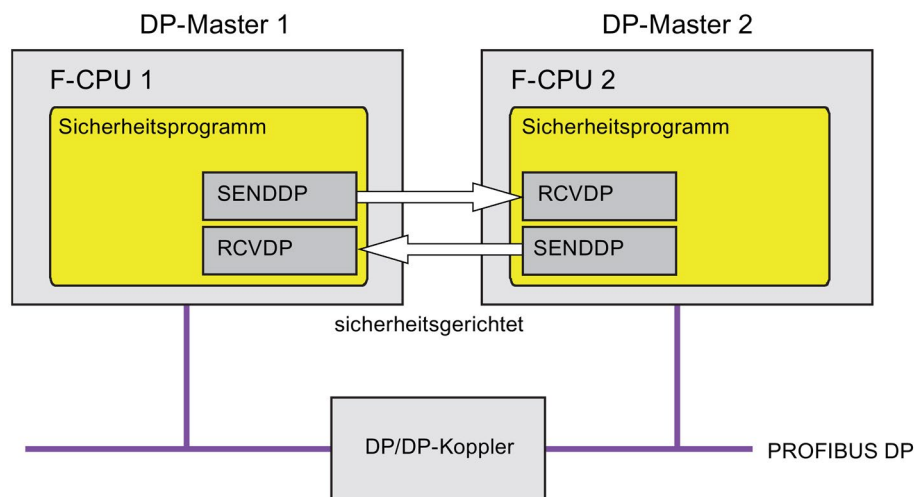 DP-Master 1
DP-Master 2
F-CPU 1
F-CPU 2
Sicherheitsprogramm
Sicherheitsprogramm
SENDDP
RCVDP
RCVDP
SENDDP
sicherheitsgerichtet
DP/DP-Koppler
PROFIBUS DP